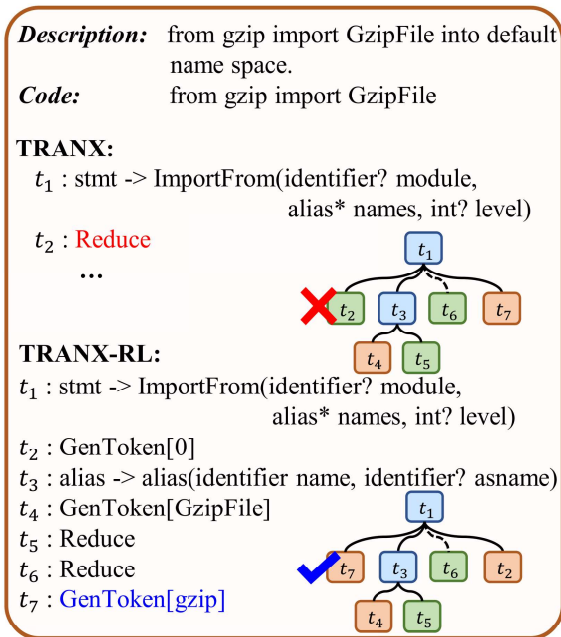 Description: from gzip import GzipFile into default
name space.
Code: from gzip import GzipFile
TRANX:
t₁ : stmt -> ImportFrom(identifier? module,
alias* names, int? level)
t₂ : Reduce
...
t₁
t₂ t₃ t₆ t₇
t₄ t₅
TRANX-RL:
t₁ : stmt -> ImportFrom(identifier? module,
alias* names, int? level)
t₂ : GenToken[0]
t₃ : alias -> alias(identifier name, identifier? asname)
t₄ : GenToken[GzipFile]
t₅ : Reduce
t₆ : Reduce
t₇ : GenToken[gzip]
t₁
t₇ t₃ t₆ t₂
t₄ t₅